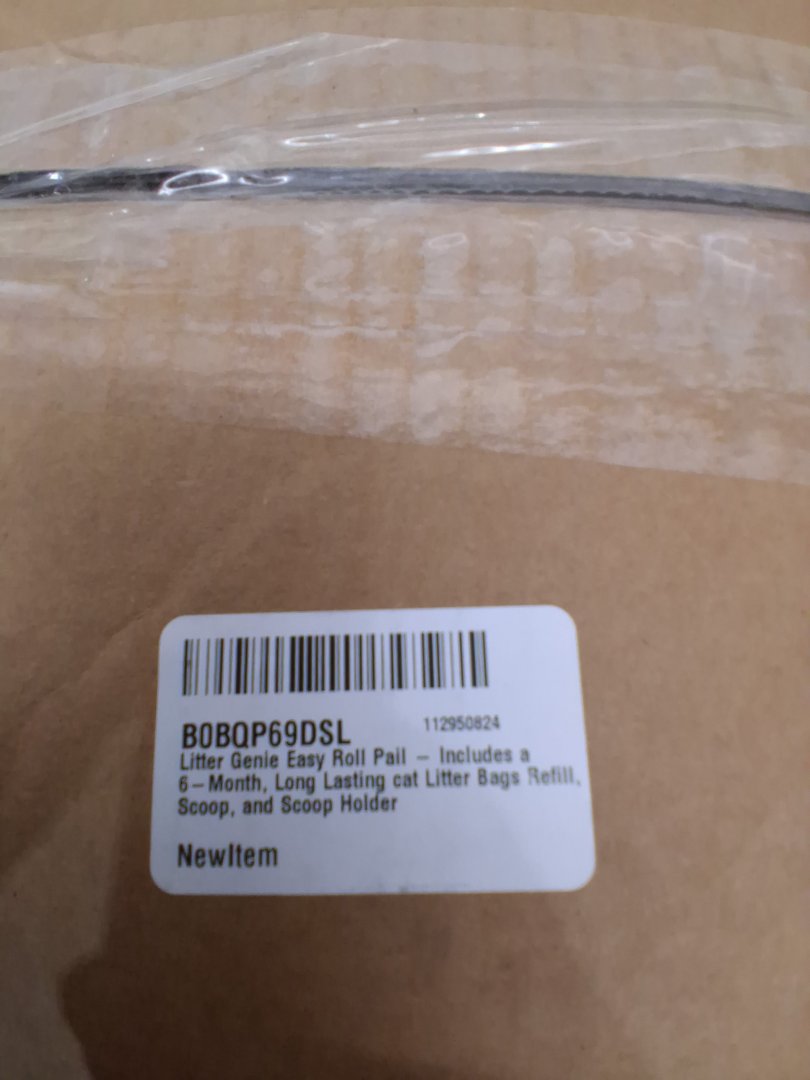 B0BQP69DSL 112950824
Litter Genie Easy Roll Pail – Includes a
6–Month, Long Lasting cat Litter Bags Refill,
Scoop, and Scoop Holder
NewItem